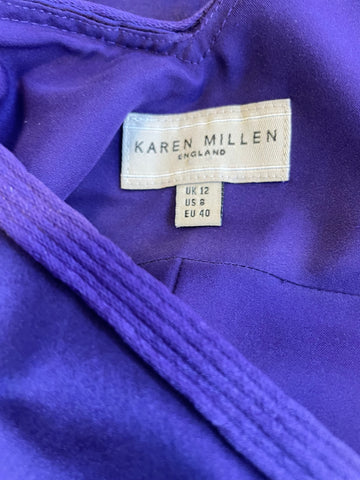 KAREN MILLEN
ENGLAND
UK 12
US 8
EU 40